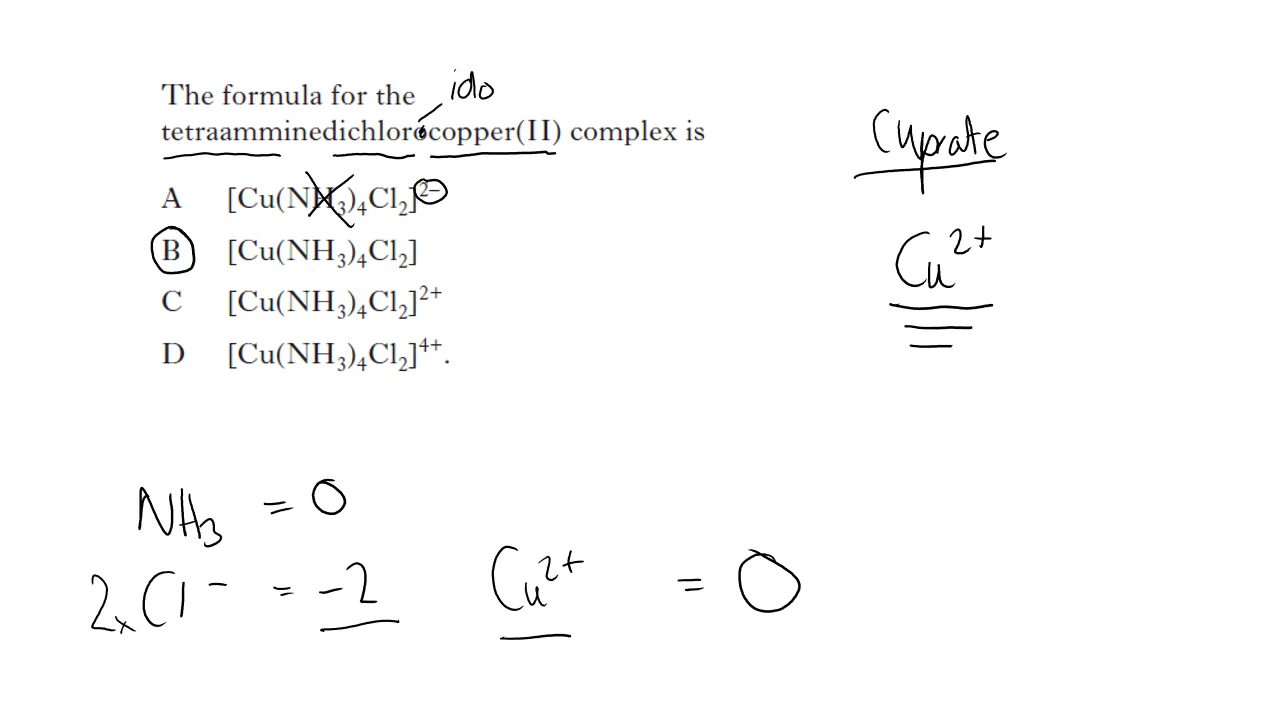 The formula for the ido
tetraamminedichlorocopper(II) complex is
A [Cu(NH₃)₄Cl₂]²⁻
B [Cu(NH₃)₄Cl₂]
C [Cu(NH₃)₄Cl₂]²⁺
D [Cu(NH₃)₄Cl₂]⁴⁺.
Cuprate
Cu²⁺
NH₃ = 0
2xCl⁻ = -2 Cu²⁺ = 0